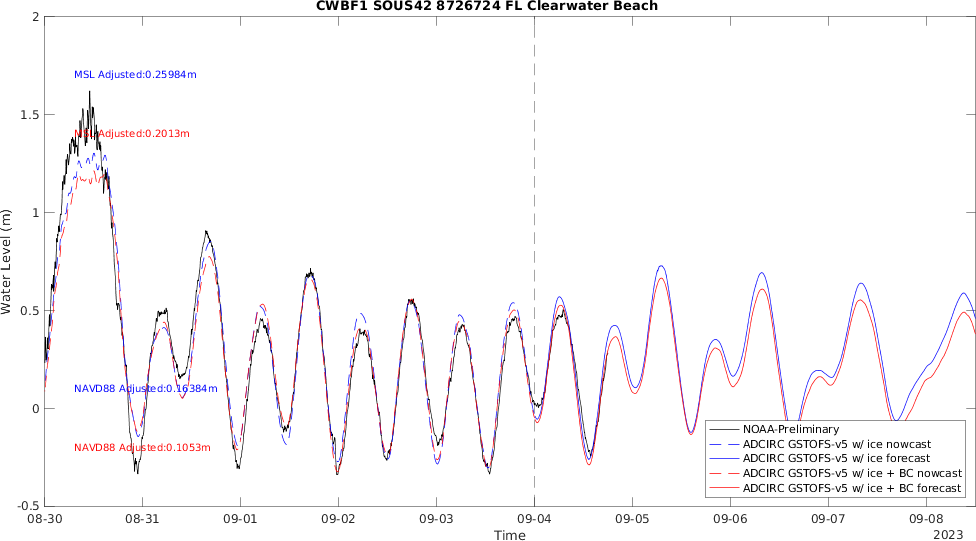 CWBF1 SOUS42 8726724 FL Clearwater Beach
2
1.5
1
0.5
0
-0.5
Water Level (m)
MSL Adjusted:0.25984m
MSL Adjusted:0.2013m
NAVD88 Adjusted:0.16384m
NAVD88 Adjusted:0.1053m
NOAA-Preliminary
ADCIRC GSTOFS-v5 w/ ice nowcast
ADCIRC GSTOFS-v5 w/ ice forecast
ADCIRC GSTOFS-v5 w/ ice + BC nowcast
ADCIRC GSTOFS-v5 w/ ice + BC forecast
08-30 08-31 09-01 09-02 09-03 09-04 09-05 09-06 09-07 09-08
Time
2023